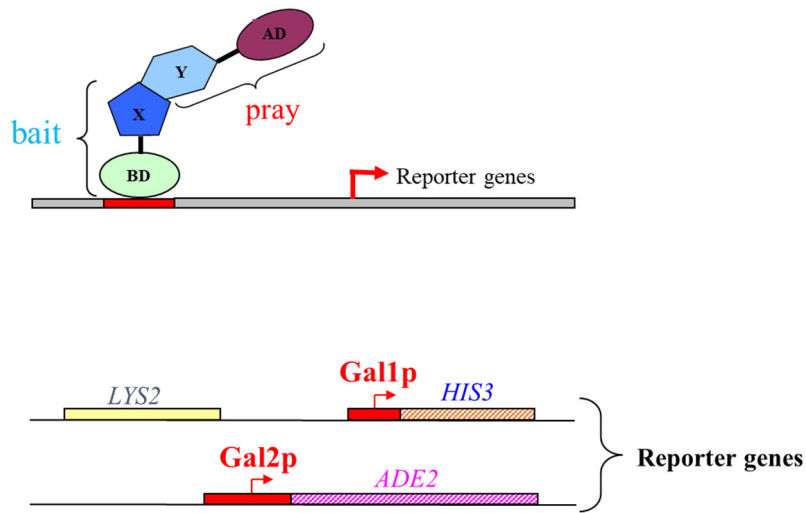 AD
Y
X
pray
bait
BD
Reporter genes
Gal1p
LYS2
HIS3
Reporter genes
Gal2p
ADE2